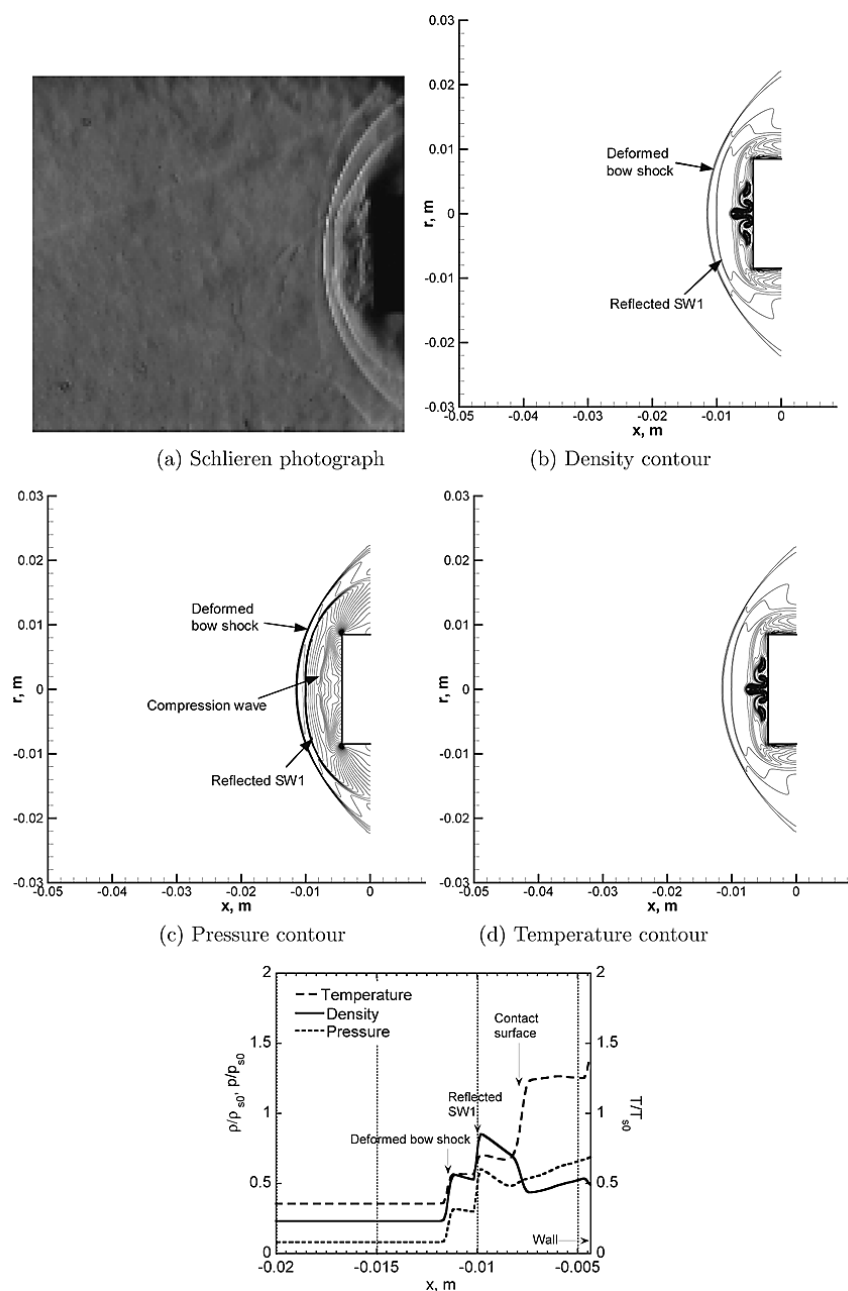 0.03
0.02
0.01
0
-0.01
-0.02
-0.03
r, m
Deformed
bow shock
Reflected SW1
-0.05 -0.04 -0.03 -0.02 -0.01 0
x, m
(a) Schlieren photograph
(b) Density contour
0.03
0.02
0.01
0
-0.01
-0.02
-0.03
r, m
Deformed
bow shock
Compression wave
Reflected SW1
-0.05 -0.04 -0.03 -0.02 -0.01 0
x, m
0.03
0.02
0.01
0
-0.01
-0.02
-0.03
r, m
-0.05 -0.04 -0.03 -0.02 -0.01 0
x, m
(c) Pressure contour
(d) Temperature contour
2
1.5
1
0.5
0
ρ/ρs0, p/ps0
Temperature
Density
Pressure
Contact
surface
Reflected
SW1
Deformed bow shock
Wall
2
1.5
1
0.5
0
T/Ts0
-0.02 -0.015 -0.01 -0.005
x, m